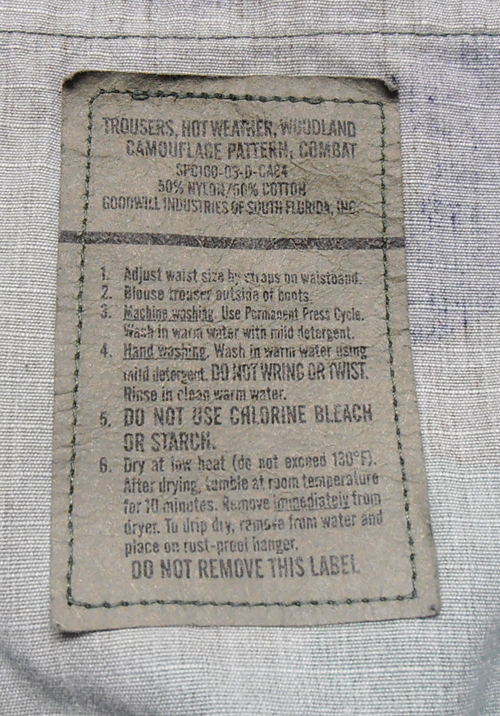 TROUSERS, HOT WEATHER, WOODLAND
CAMOUFLAGE PATTERN, COMBAT
SPO100-03-D-CA24
50% NYLON/50% COTTON
GOODWILL INDUSTRIES OF SOUTH FLORIDA, INC.
1. Adjust waist size by straps on waistband.
2. Blouse trouser outside of boots.
3. Machine washing. Use Permanent Press Cycle.
Wash in warm water with mild detergent.
4. Hand washing. Wash in warm water using
mild detergent. DO NOT WRING OR TWIST.
Rinse in clean warm water.
5. DO NOT USE CHLORINE BLEACH
OR STARCH.
6. Dry at low heat (do not exceed 130°F).
After drying, tumble at room temperature
for 10 minutes. Remove immediately from
dryer. To drip dry, remove from water and
place on rust-proof hanger.
DO NOT REMOVE THIS LABEL